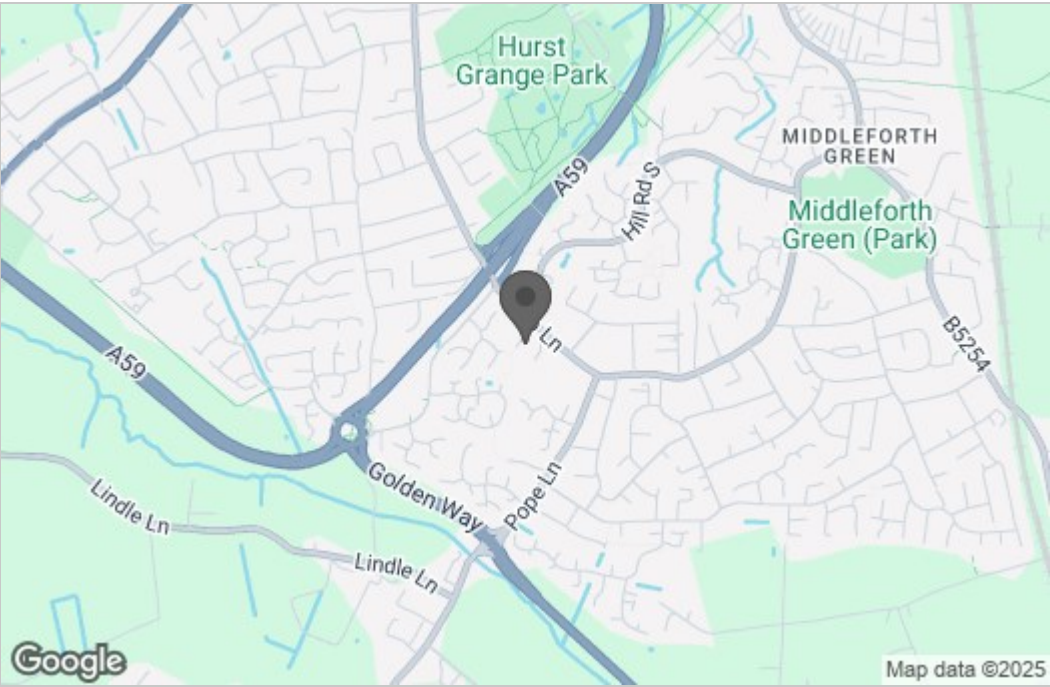 Hurst
Grange Park
A59
Hill Rd S
MIDDLEFORTH
GREEN
Middleforth
Green (Park)
Ln
B5254
A59
Golden Way
Pope Ln
Lindle Ln
Lindle Ln
Google
Map data ©2025